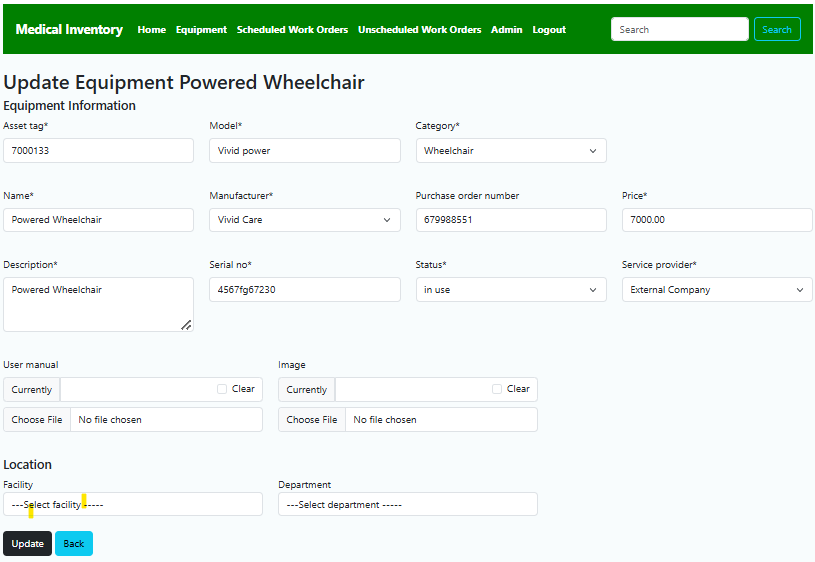 Medical Inventory Home Equipment Scheduled Work Orders Unscheduled Work Orders Admin Logout Search Search
Update Equipment Powered Wheelchair
Equipment Information
Asset tag* Model* Category*
7000133 Vivid power Wheelchair
Name* Manufacturer* Purchase order number Price*
Powered Wheelchair Vivid Care 679988551 7000.00
Description* Serial no* Status* Service provider*
Powered Wheelchair 4567fg67230 in use External Company
User manual Image
Currently Clear Currently Clear
Choose File No file chosen Choose File No file chosen
Location
Facility Department
---Select facility ----- ---Select department -----
Update Back